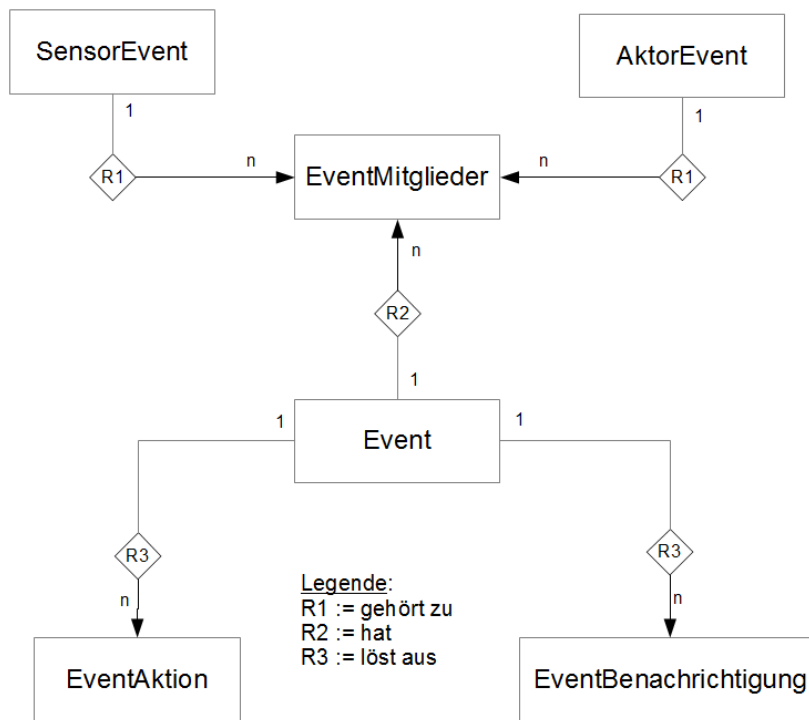 SensorEvent
AktorEvent
1
1
R1
n
EventMitglieder
n
R1
n
R2
1
1
Event
1
R3
R3
n
n
Legende:
R1 := gehört zu
R2 := hat
R3 := löst aus
EventAktion
EventBenachrichtigung